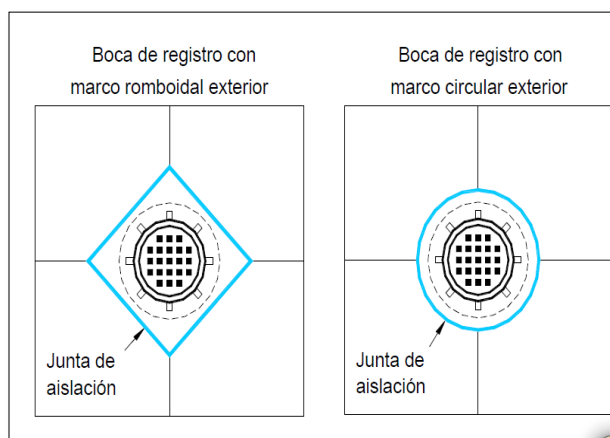 Boca de registro con
marco romboidal exterior
Junta de
aislación
Boca de registro con
marco circular exterior
Junta de
aislación